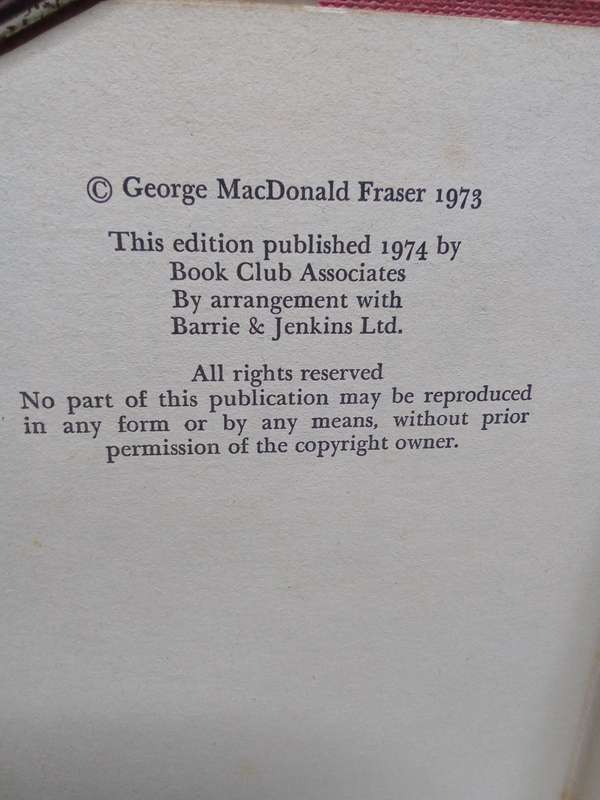 © George MacDonald Fraser 1973
This edition published 1974 by
Book Club Associates
By arrangement with
Barrie & Jenkins Ltd.
All rights reserved
No part of this publication may be reproduced
in any form or by any means, without prior
permission of the copyright owner.